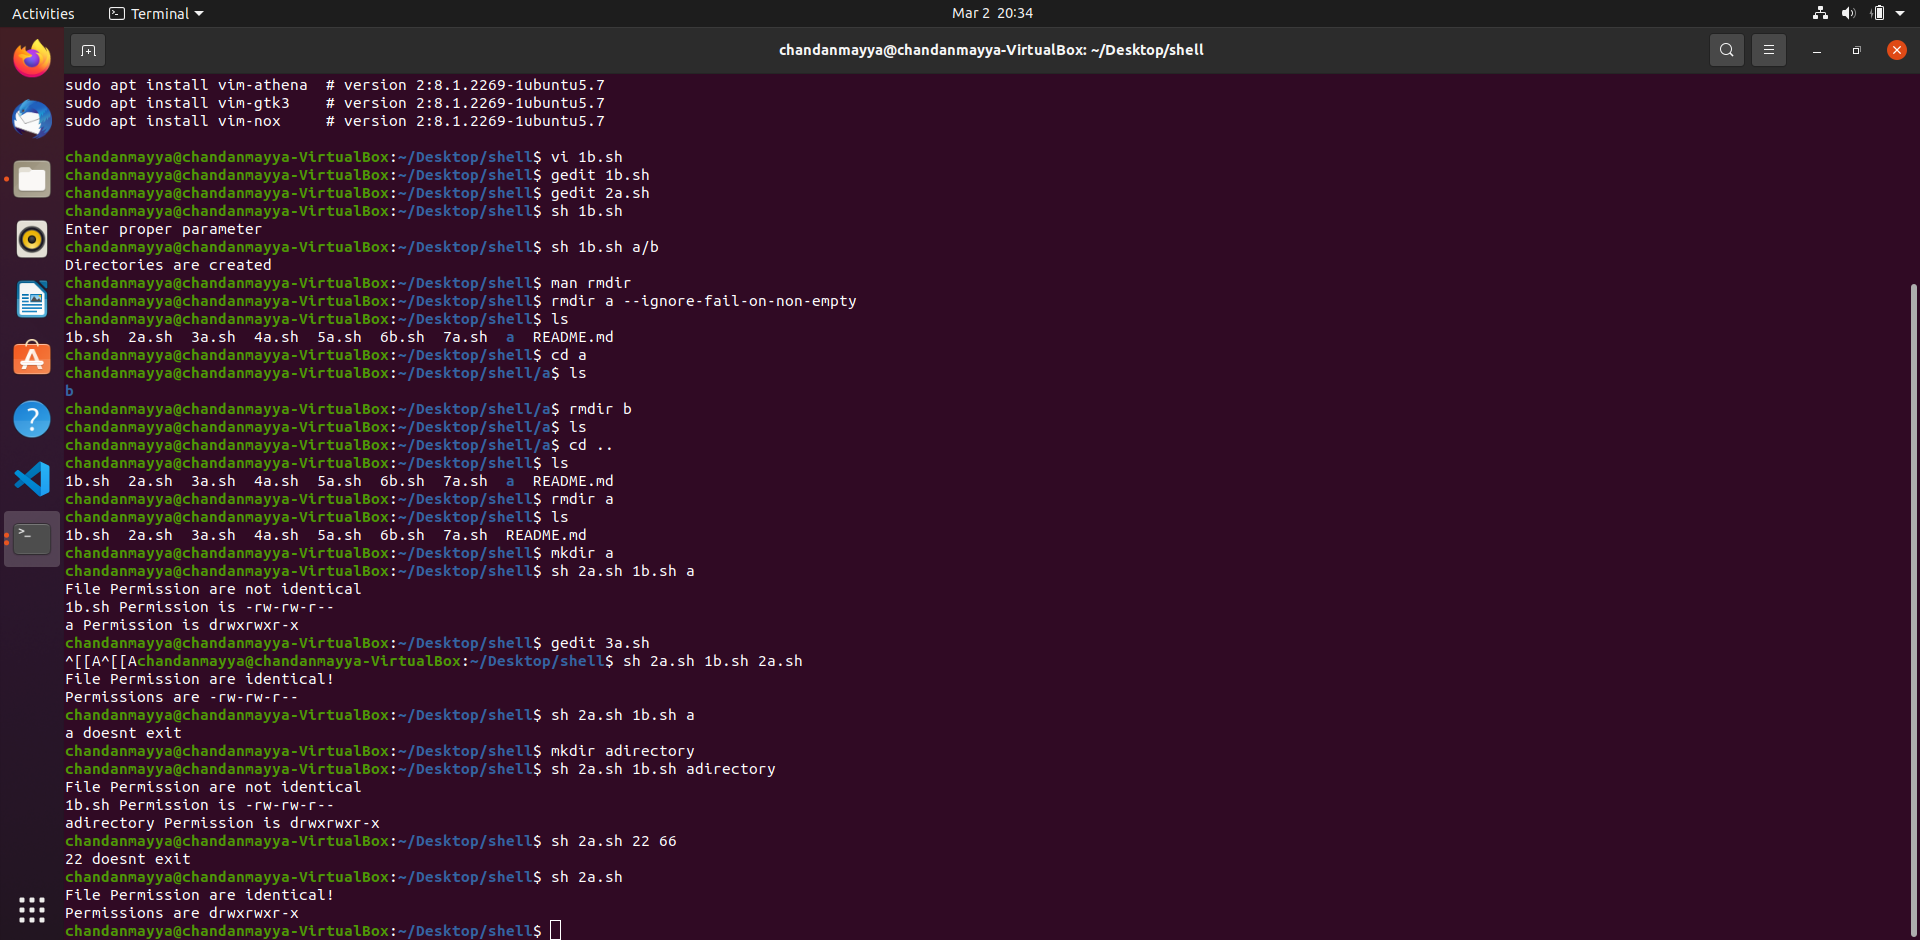 Activities
Terminal
Mar 2 20:34
chandanmayya@chandanmayya-VirtualBox: ~/Desktop/shell
sudo apt install vim-athena  # version 2:8.1.2269-1ubuntu5.7
sudo apt install vim-gtk3    # version 2:8.1.2269-1ubuntu5.7
sudo apt install vim-nox     # version 2:8.1.2269-1ubuntu5.7
chandanmayya@chandanmayya-VirtualBox:~/Desktop/shell$ vi 1b.sh
chandanmayya@chandanmayya-VirtualBox:~/Desktop/shell$ gedit 1b.sh
chandanmayya@chandanmayya-VirtualBox:~/Desktop/shell$ gedit 2a.sh
chandanmayya@chandanmayya-VirtualBox:~/Desktop/shell$ sh 1b.sh
Enter proper parameter
chandanmayya@chandanmayya-VirtualBox:~/Desktop/shell$ sh 1b.sh a/b
Directories are created
chandanmayya@chandanmayya-VirtualBox:~/Desktop/shell$ man rmdir
chandanmayya@chandanmayya-VirtualBox:~/Desktop/shell$ rmdir a --ignore-fail-on-non-empty
chandanmayya@chandanmayya-VirtualBox:~/Desktop/shell$ ls
1b.sh  2a.sh  3a.sh  4a.sh  5a.sh  6b.sh  7a.sh  a  README.md
chandanmayya@chandanmayya-VirtualBox:~/Desktop/shell$ cd a
chandanmayya@chandanmayya-VirtualBox:~/Desktop/shell/a$ ls
b
chandanmayya@chandanmayya-VirtualBox:~/Desktop/shell/a$ rmdir b
chandanmayya@chandanmayya-VirtualBox:~/Desktop/shell/a$ ls
chandanmayya@chandanmayya-VirtualBox:~/Desktop/shell/a$ cd ..
chandanmayya@chandanmayya-VirtualBox:~/Desktop/shell$ ls
1b.sh  2a.sh  3a.sh  4a.sh  5a.sh  6b.sh  7a.sh  a  README.md
chandanmayya@chandanmayya-VirtualBox:~/Desktop/shell$ rmdir a
chandanmayya@chandanmayya-VirtualBox:~/Desktop/shell$ ls
1b.sh  2a.sh  3a.sh  4a.sh  5a.sh  6b.sh  7a.sh  README.md
chandanmayya@chandanmayya-VirtualBox:~/Desktop/shell$ mkdir a
chandanmayya@chandanmayya-VirtualBox:~/Desktop/shell$ sh 2a.sh 1b.sh a
File Permission are not identical
1b.sh Permission is -rw-rw-r--
a Permission is drwxrwxr-x
chandanmayya@chandanmayya-VirtualBox:~/Desktop/shell$ gedit 3a.sh
^[[A^[[Achandanmayya@chandanmayya-VirtualBox:~/Desktop/shell$ sh 2a.sh 1b.sh 2a.sh
File Permission are identical!
Permissions are -rw-rw-r--
chandanmayya@chandanmayya-VirtualBox:~/Desktop/shell$ sh 2a.sh 1b.sh a
a doesnt exit
chandanmayya@chandanmayya-VirtualBox:~/Desktop/shell$ mkdir adirectory
chandanmayya@chandanmayya-VirtualBox:~/Desktop/shell$ sh 2a.sh 1b.sh adirectory
File Permission are not identical
1b.sh Permission is -rw-rw-r--
adirectory Permission is drwxrwxr-x
chandanmayya@chandanmayya-VirtualBox:~/Desktop/shell$ sh 2a.sh 22 66
22 doesnt exit
chandanmayya@chandanmayya-VirtualBox:~/Desktop/shell$ sh 2a.sh
File Permission are identical!
Permissions are drwxrwxr-x
chandanmayya@chandanmayya-VirtualBox:~/Desktop/shell$